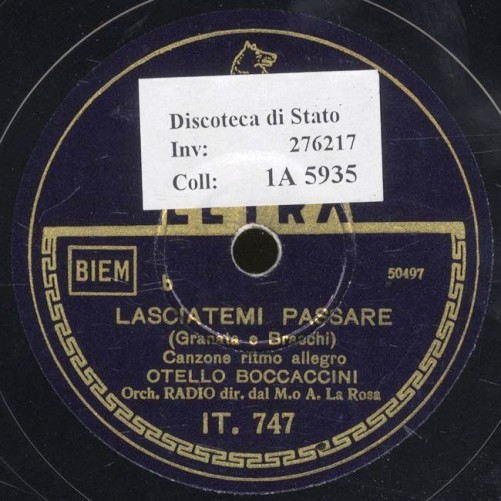 Discoteca di Stato
Inv: 276217
Coll: 1A 5935
BIEM
b
50497
LASCIATEMI PASSARE
(Granata e Bracchi)
Canzone ritmo allegro
OTELLO BOCCACCINI
Orch. RADIO dir. dal M.o A. La Rosa
IT. 747